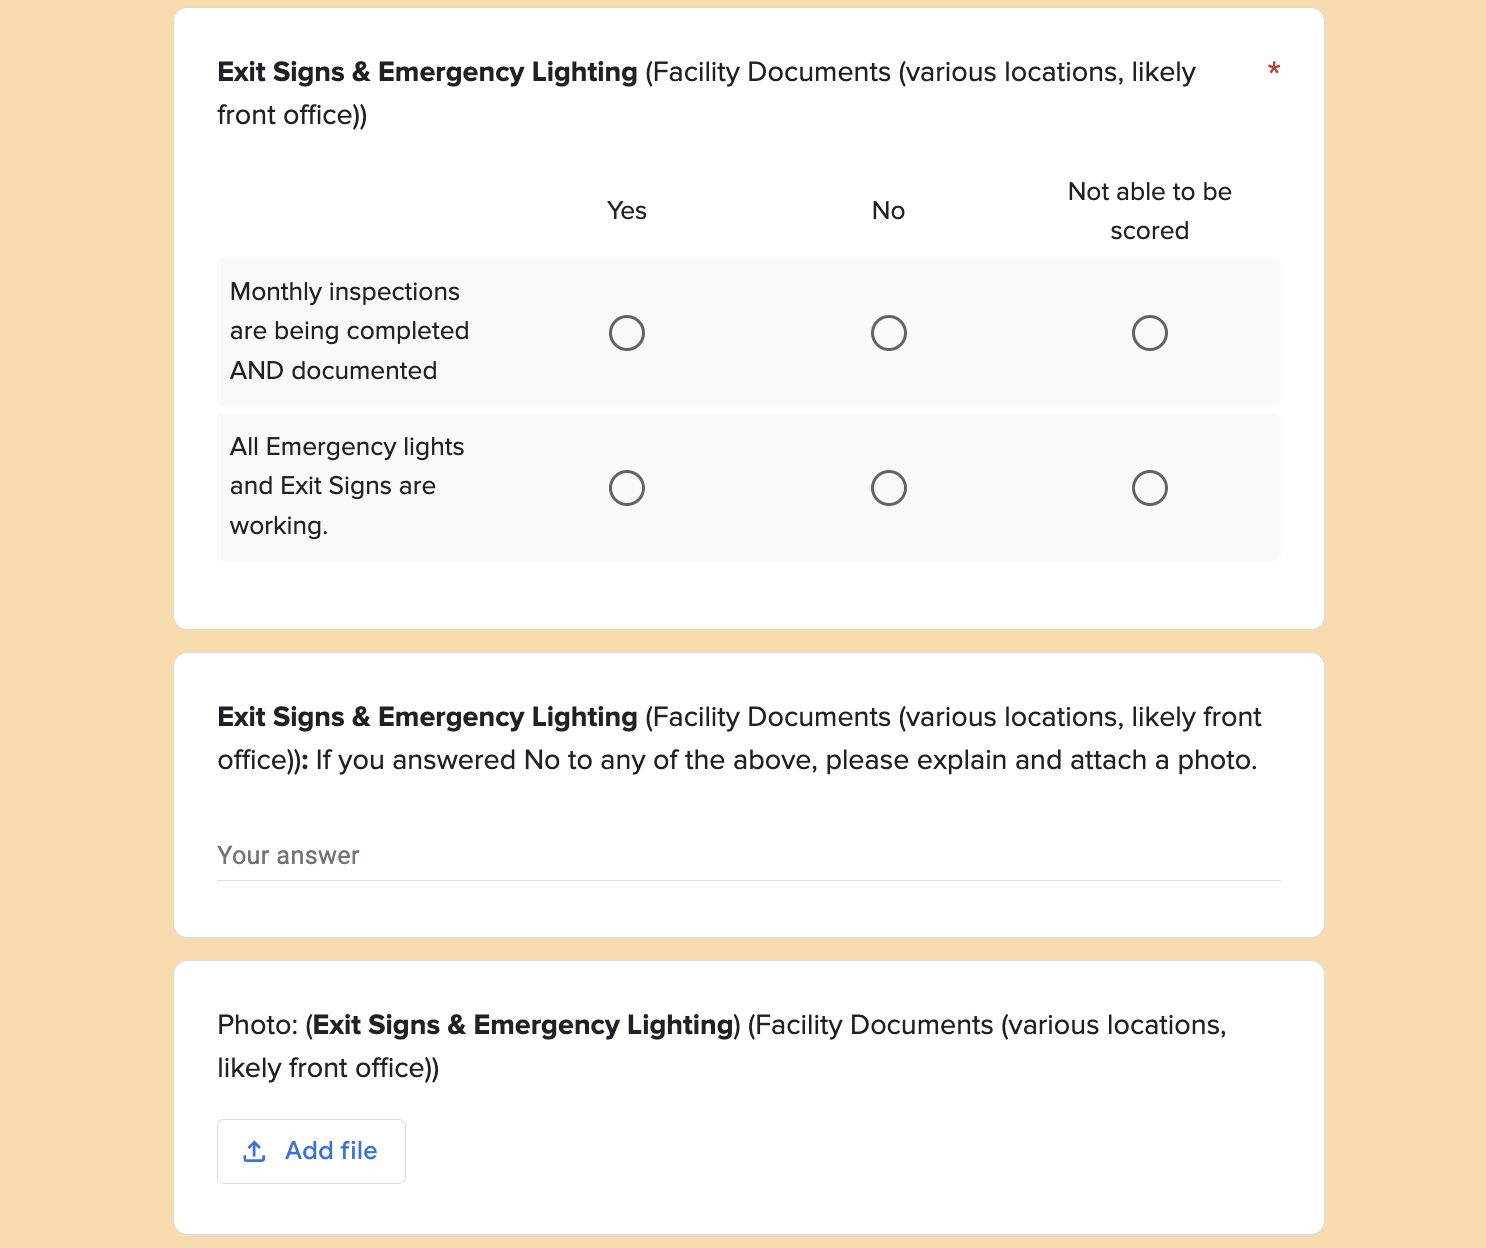 Exit Signs & Emergency Lighting (Facility Documents (various locations, likely *
front office))
Yes
No
Not able to be
scored
Monthly inspections
are being completed
AND documented
All Emergency lights
and Exit Signs are
working.
Exit Signs & Emergency Lighting (Facility Documents (various locations, likely front
office)): If you answered No to any of the above, please explain and attach a photo.
Your answer
Photo: (Exit Signs & Emergency Lighting) (Facility Documents (various locations,
likely front office))
Add file